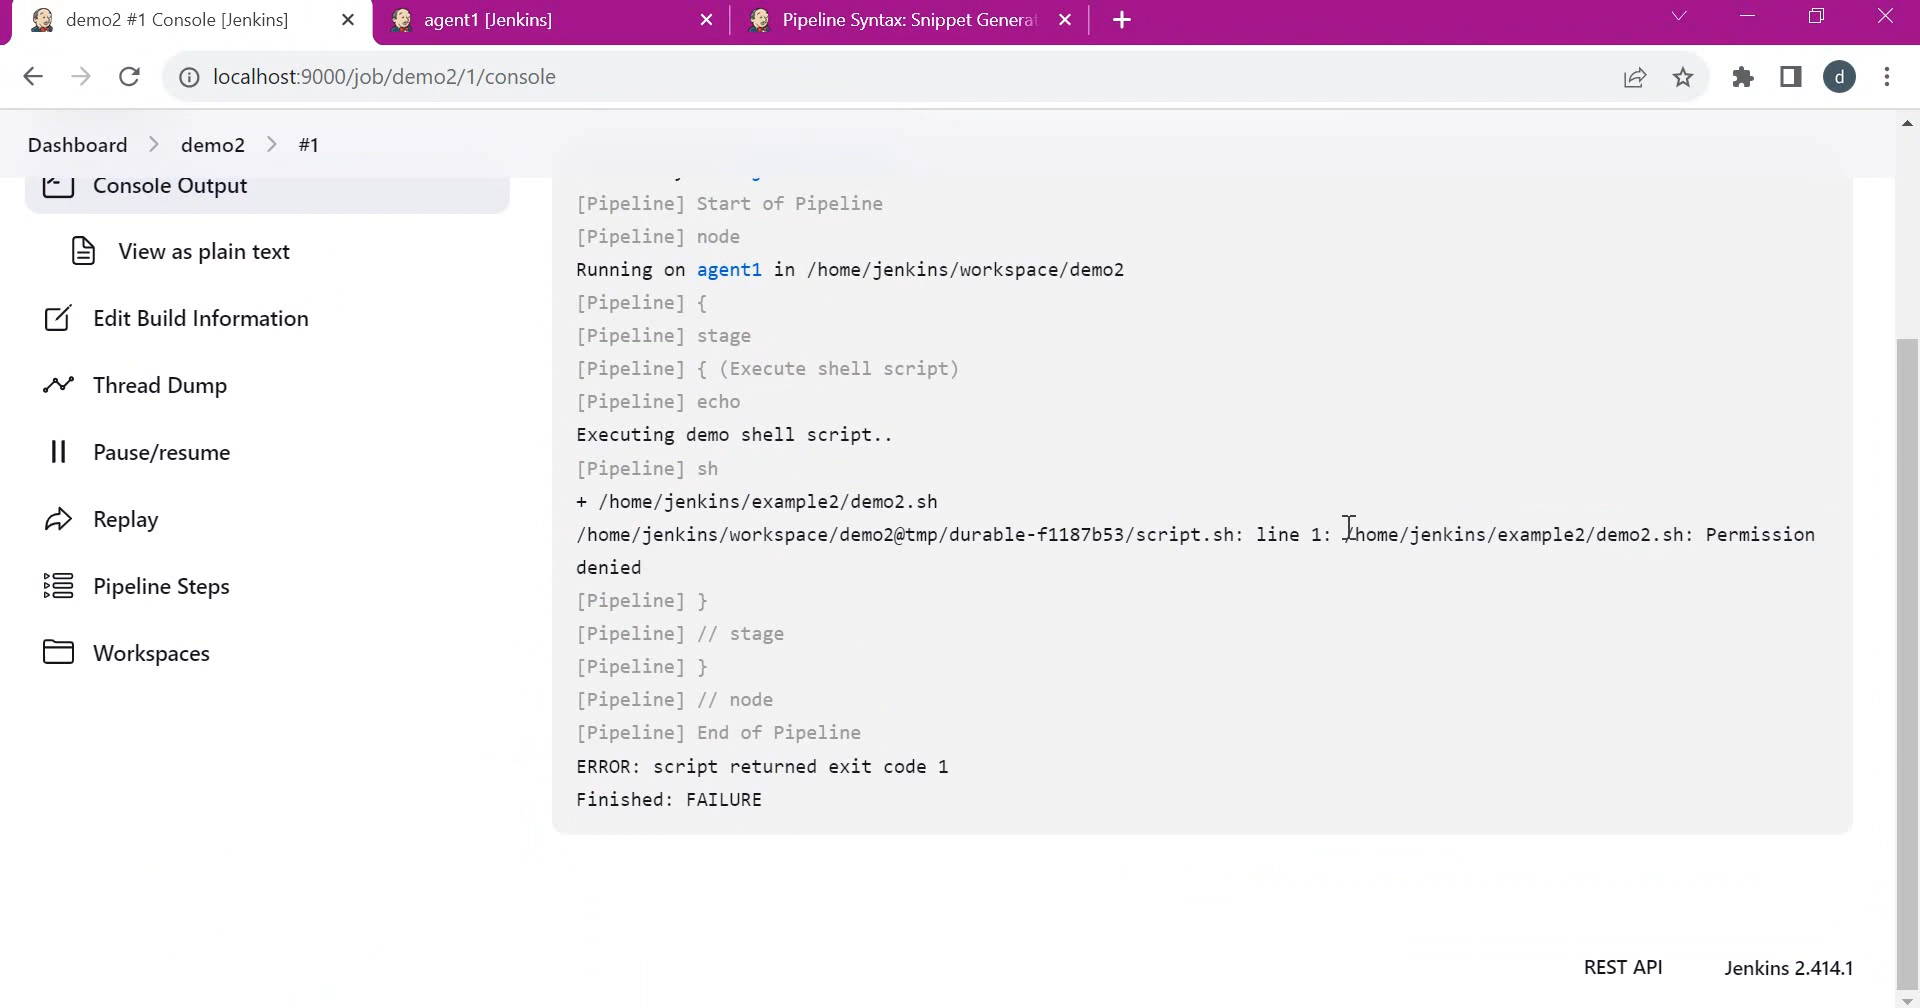 demo2 #1 Console [Jenkins]
agent1 [Jenkins]
Pipeline Syntax: Snippet Genera
localhost:9000/job/demo2/1/console
d
Dashboard
demo2
#1
Console Output
View as plain text
Edit Build Information
Thread Dump
Pause/resume
Replay
Pipeline Steps
Workspaces
[Pipeline] Start of Pipeline
[Pipeline] node
Running on agent1 in /home/jenkins/workspace/demo2
[Pipeline] {
[Pipeline] stage
[Pipeline] { (Execute shell script)
[Pipeline] echo
Executing demo shell script..
[Pipeline] sh
+ /home/jenkins/example2/demo2.sh
/home/jenkins/workspace/demo2@tmp/durable-f1187b53/script.sh: line 1: /home/jenkins/example2/demo2.sh: Permission
denied
[Pipeline] }
[Pipeline] // stage
[Pipeline] }
[Pipeline] // node
[Pipeline] End of Pipeline
ERROR: script returned exit code 1
Finished: FAILURE
REST API
Jenkins 2.414.1